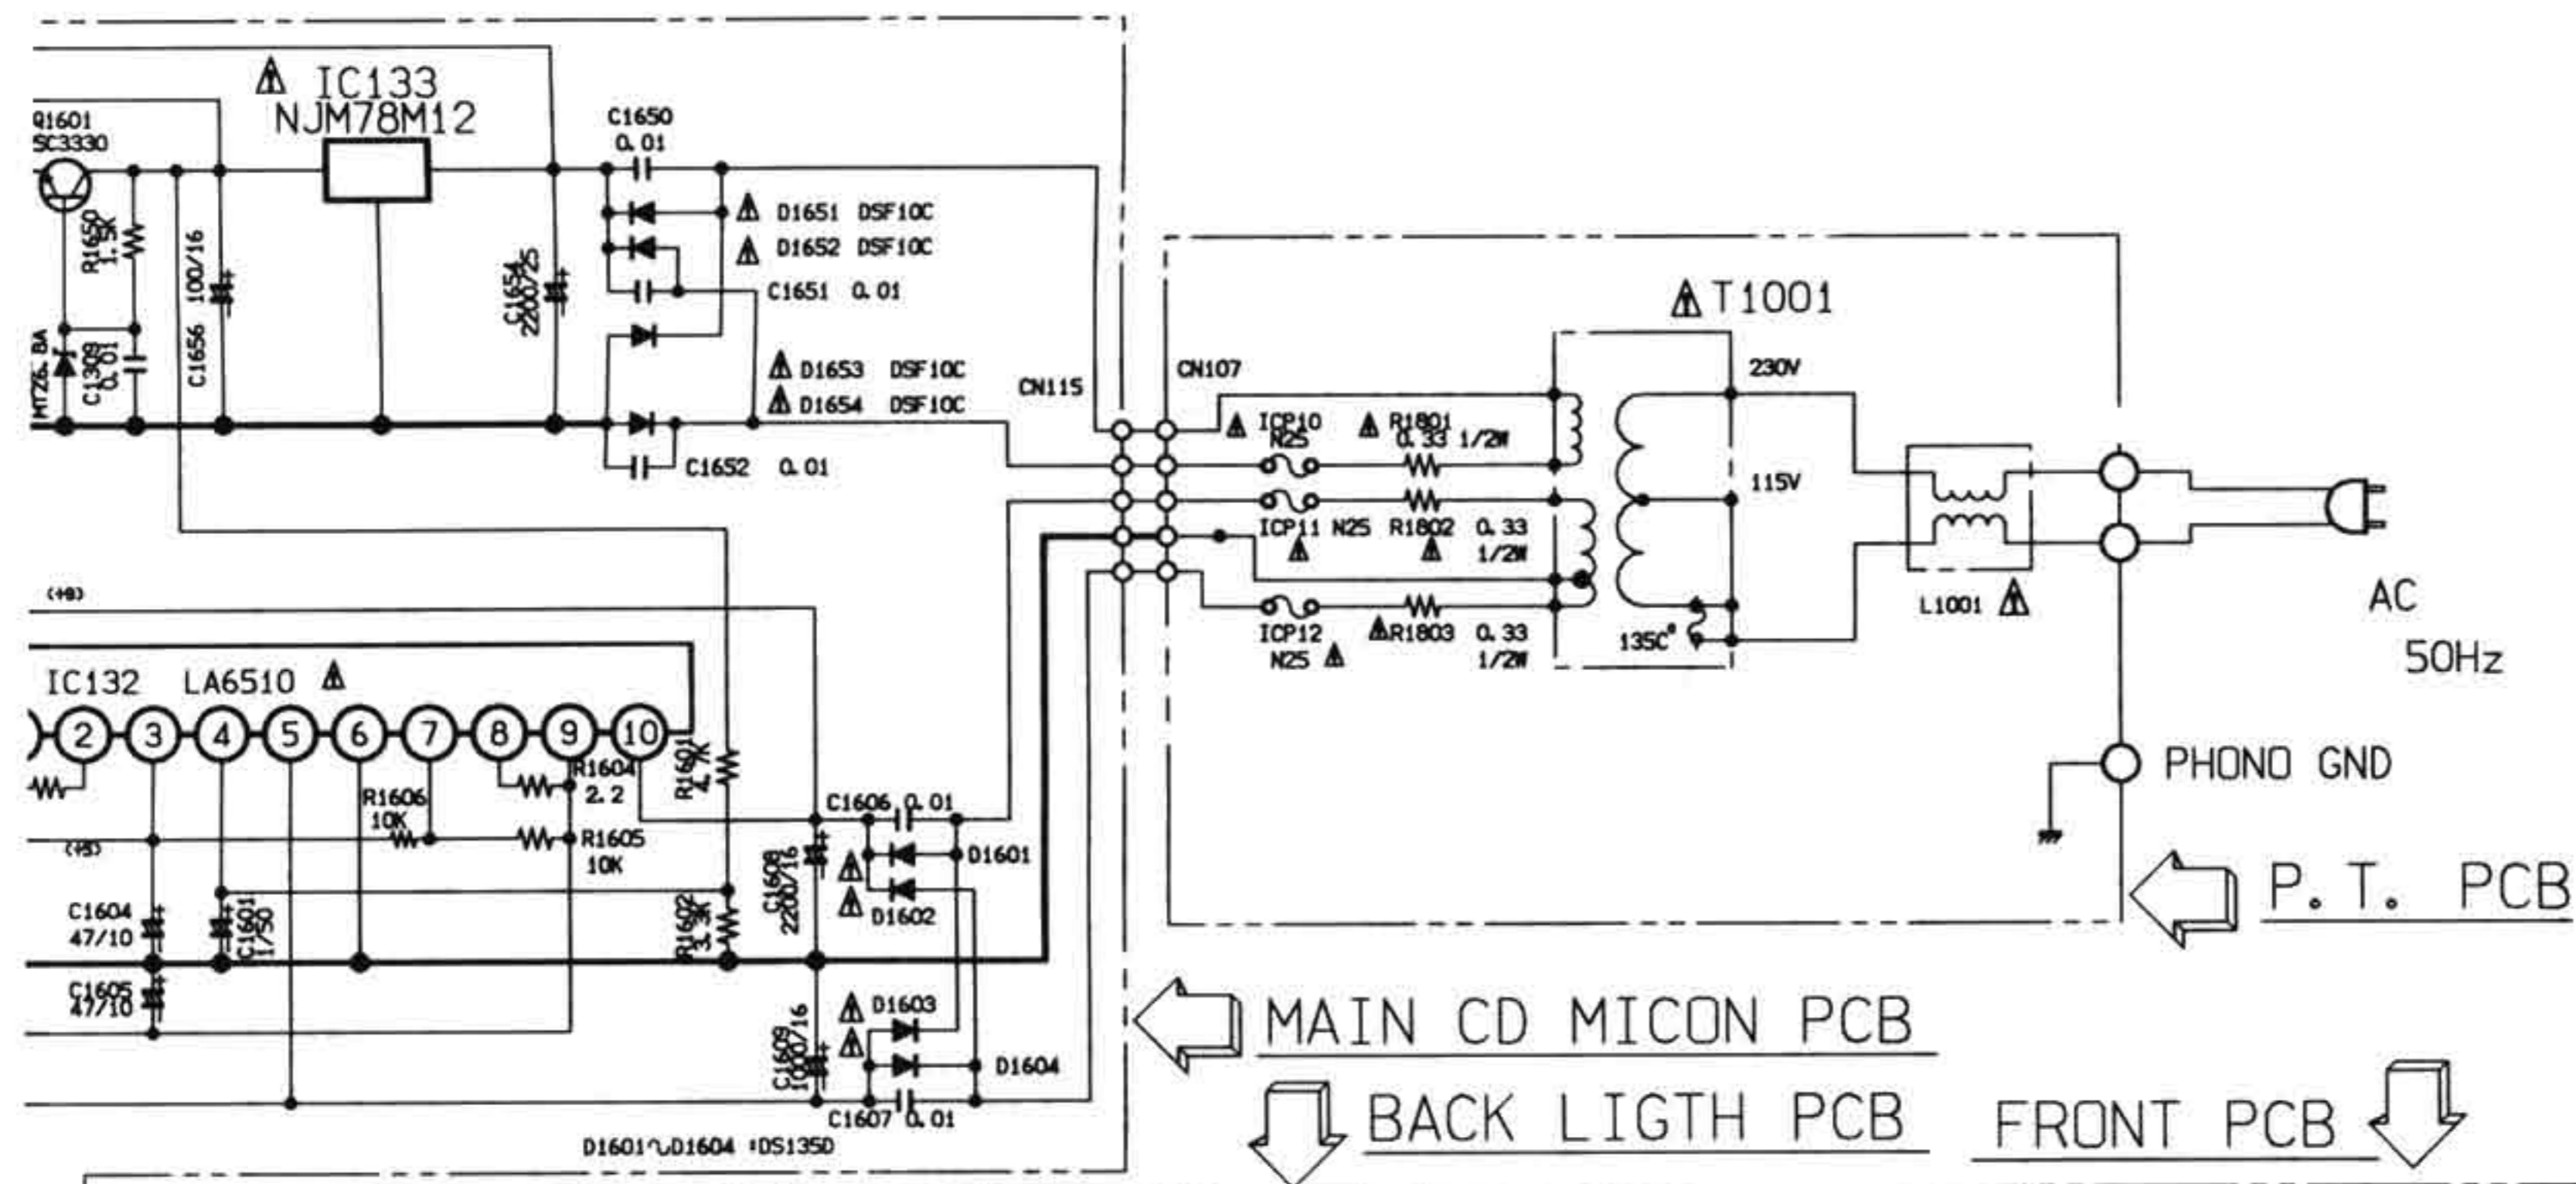 IC133
NJM78M12
Q1601
SC3330
R1650
1.5K
C1656 100/16
MTZ6.8A
C1309
0.01
C1654
2200/25
C1650
0.01
D1651 DSF10C
D1652 DSF10C
C1651 0.01
D1653 DSF10C
D1654 DSF10C
C1652 0.01
CN115
CN107
ICP10
N25
R1801
0.33 1/2W
ICP11 N25 R1802 0.33
1/2W
ICP12
N25
R1803 0.33
1/2W
T1001
230V
115V
135C°
L1001
AC
50Hz
PHONO GND
P.T. PCB
IC132 LA6510
2 3 4 5 6 7 8 9 10
R1601
4.7K
R1604
2.2
R1606
10K
R1605
10K
C1604
47/10
C1601
1/50
C1605
47/10
R1602
3.3K
C1606 0.01
C1608
2200/16
D1601
D1602
D1603
D1604
C1609
1000/16
C1607 0.01
D1601~D1604 :DS135D
MAIN CD MICON PCB
BACK LIGTH PCB
FRONT PCB